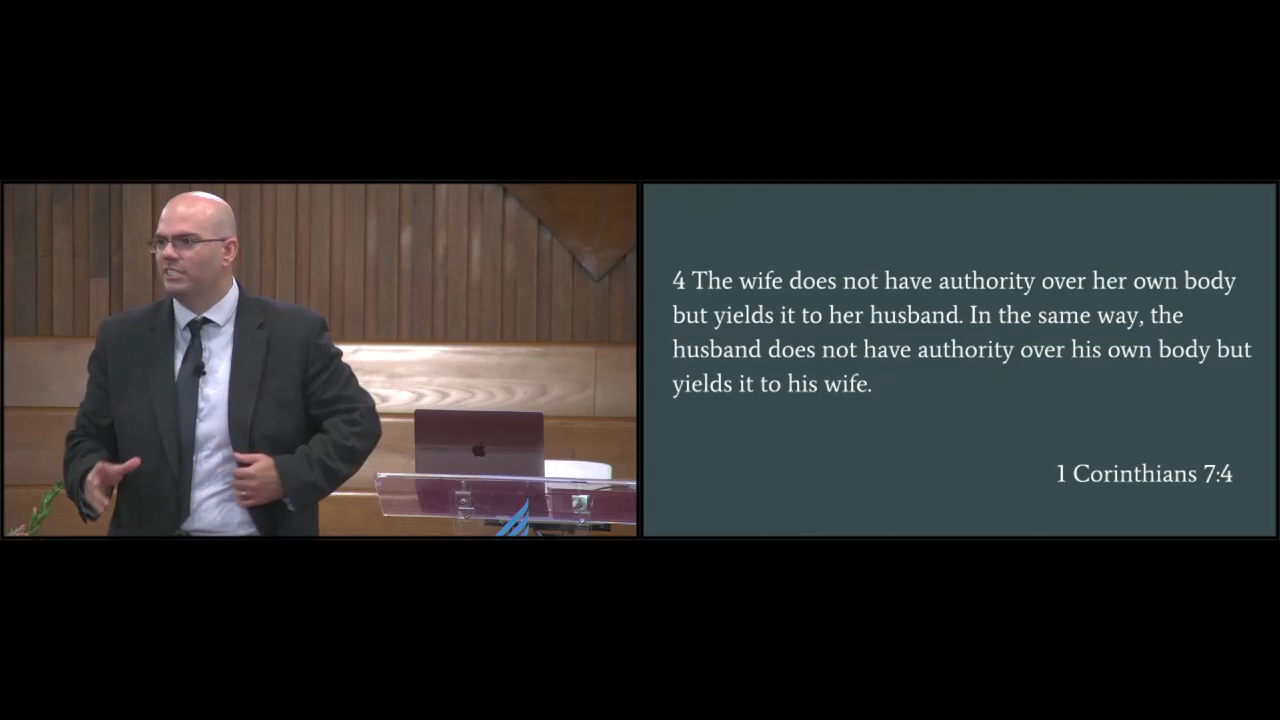 4 The wife does not have authority over her own body
but yields it to her husband. In the same way, the
husband does not have authority over his own body but
yields it to his wife.
1 Corinthians 7:4